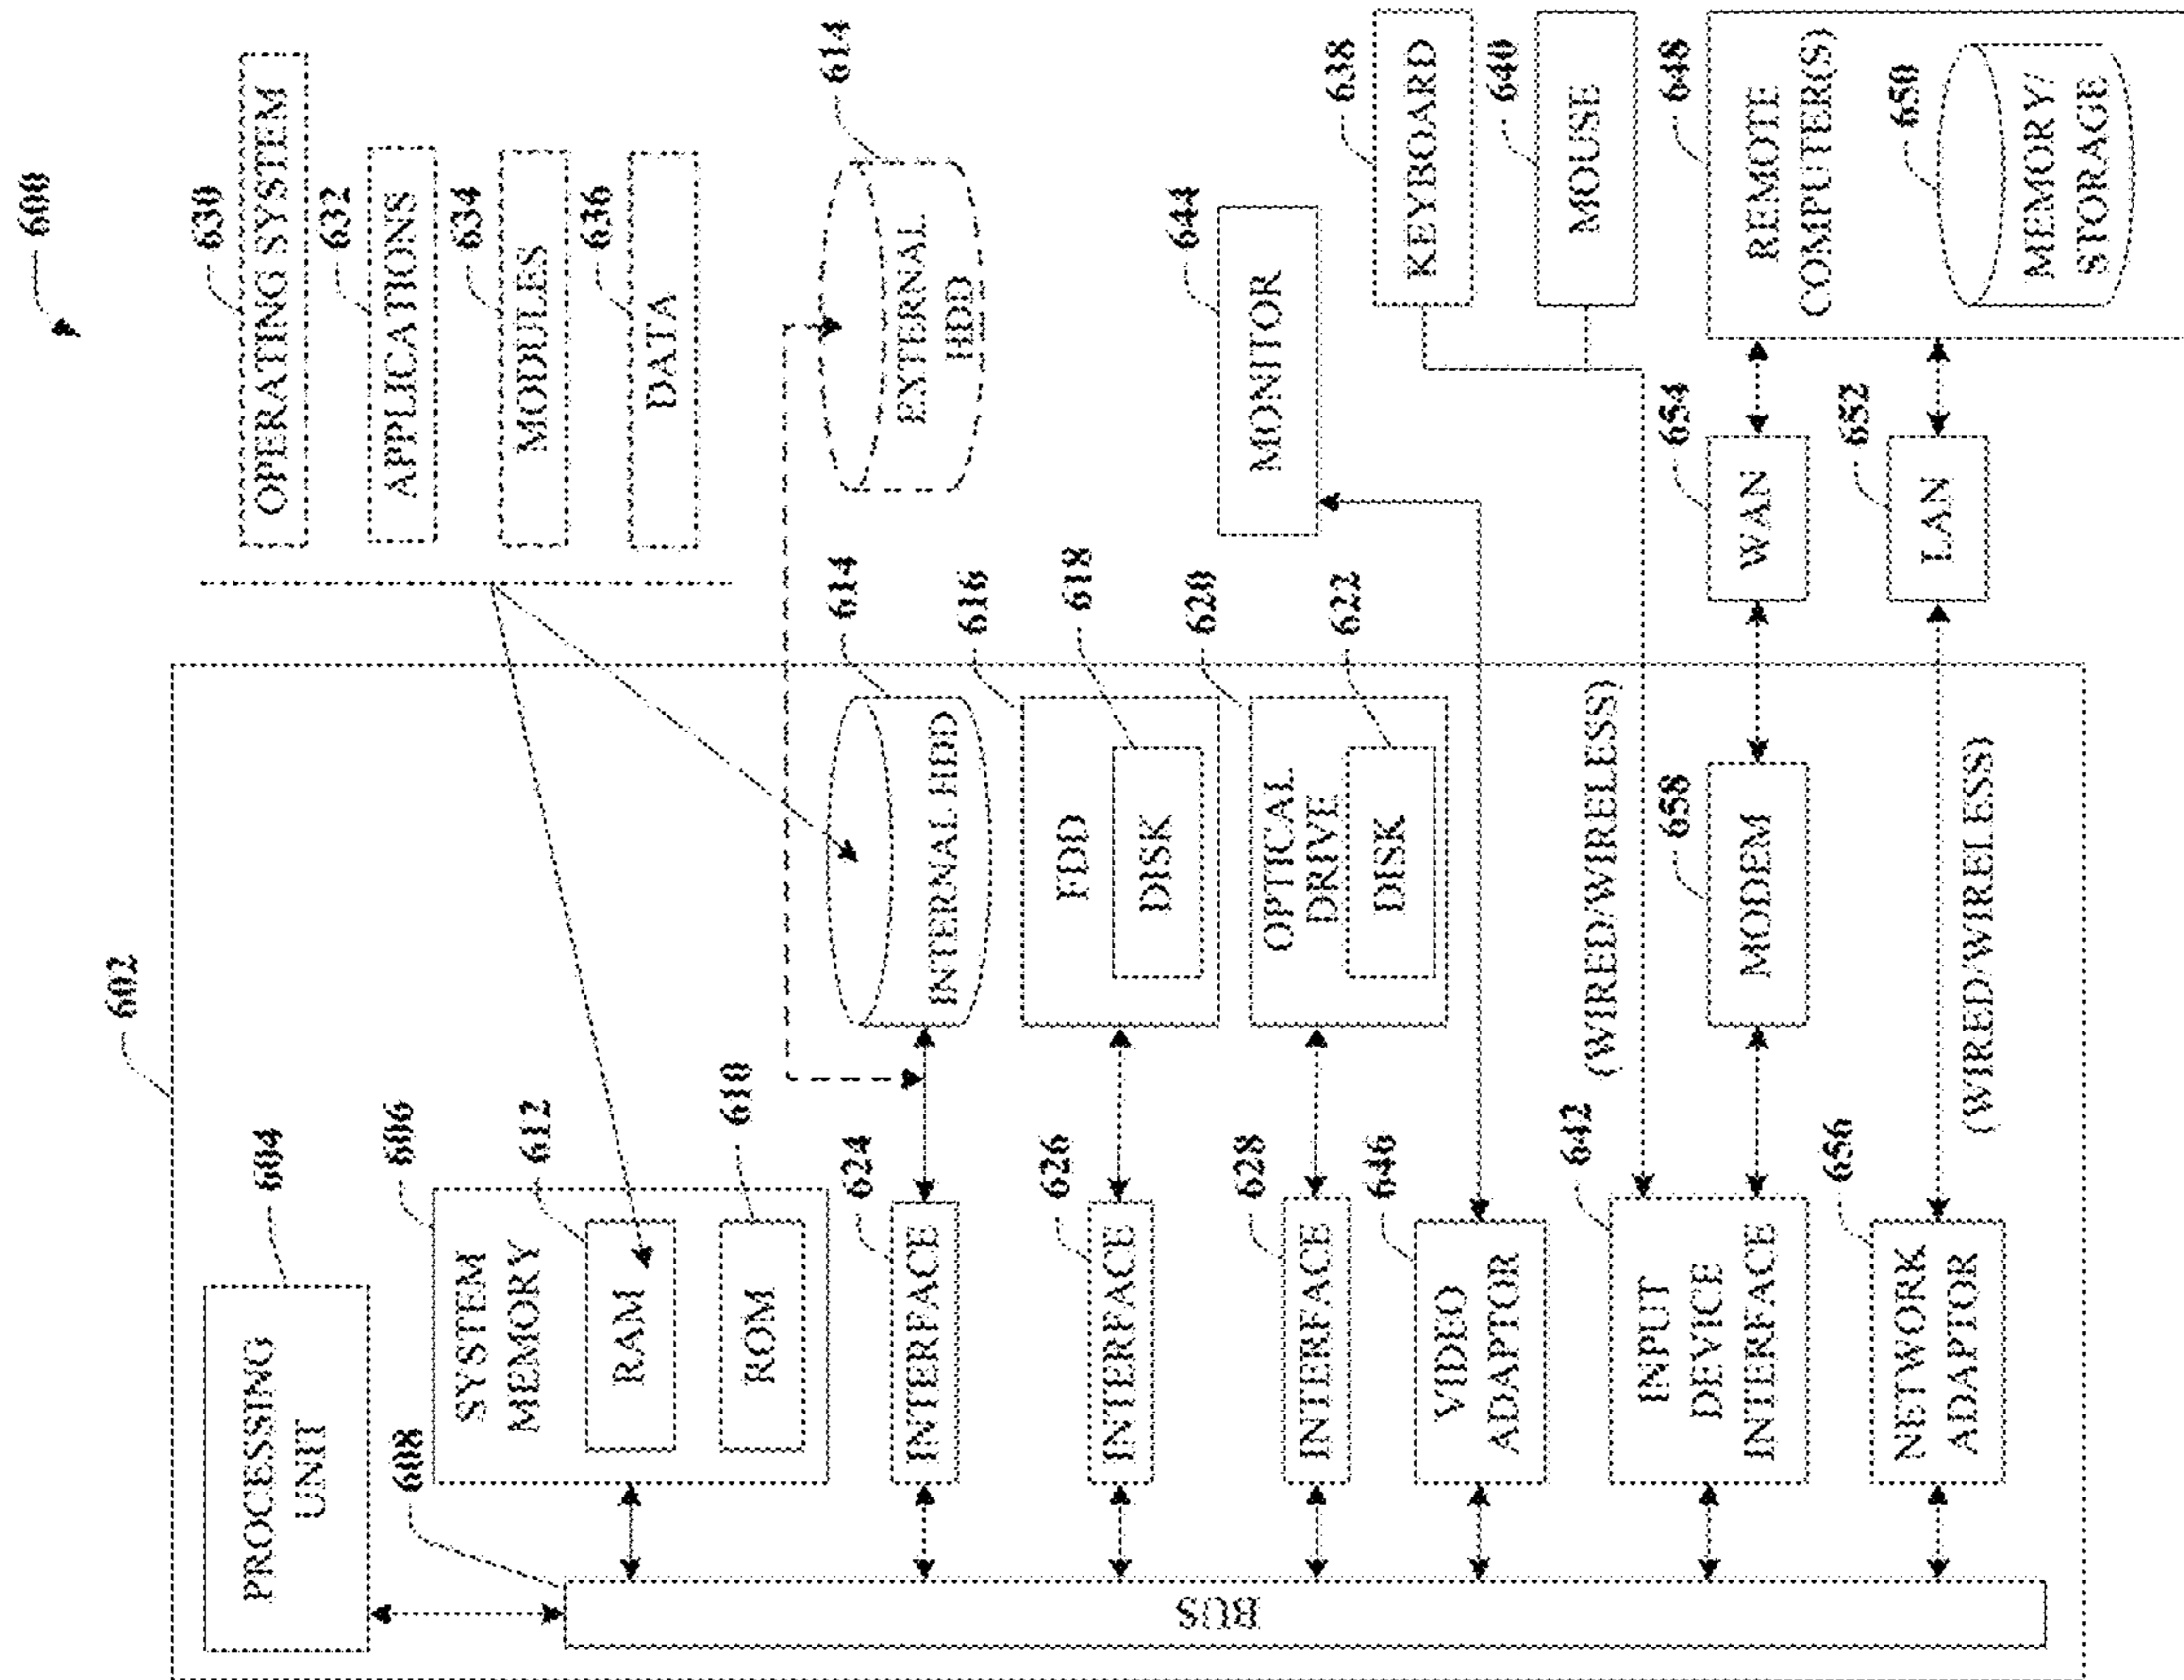 600
602
604
PROCESSING
UNIT
606
608
SYSTEM
MEMORY
612
RAM
610
ROM
630
OPERATING SYSTEM
632
APPLICATIONS
634
MODULES
636
DATA
624
INTERFACE
614
INTERNAL HDD
614
EXTERNAL
HDD
626
INTERFACE
616
FDD
618
DISK
628
INTERFACE
620
OPTICAL
DRIVE
622
DISK
646
VIDEO
ADAPTOR
644
MONITOR
638
KEYBOARD
640
MOUSE
(WIRED/WIRELESS)
642
INPUT
DEVICE
INTERFACE
658
MODEM
654
WAN
648
REMOTE
COMPUTER(S)
650
MEMORY/
STORAGE
656
NETWORK
ADAPTOR
(WIRED/WIRELESS)
652
LAN
BUS